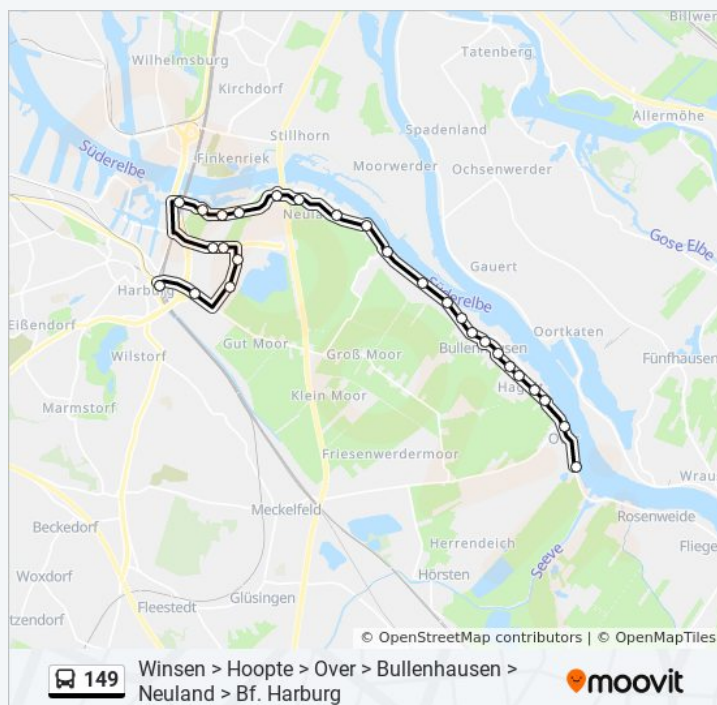 Billwer
Wilhelmsburg
Tatenberg
Kirchdorf
Allermöhe
Stillhorn
Spadenland
Süderelbe
Finkenriek
Moorwerder
Ochsenwerder
Neula
Gose Elbe
Gauert
Harburg
Süderelbe
Eißendorf
Oortkaten
Gut Moor
Bullenhausen
Fünfhausen
Wilstorf
Groß Moor
Klein Moor
Marmstorf
Friesenwerdermoor
Wrau
Meckelfeld
Rosenweide
Beckedorf
Herrendeich
Fliege
Seeve
Woxdorf
Glüsingen
Hörsten
tzendorf
Fleestedt
© OpenStreetMap contributors | © OpenMapTiles
149
Winsen > Hoopte > Over > Bullenhausen >
Neuland > Bf. Harburg
moovit